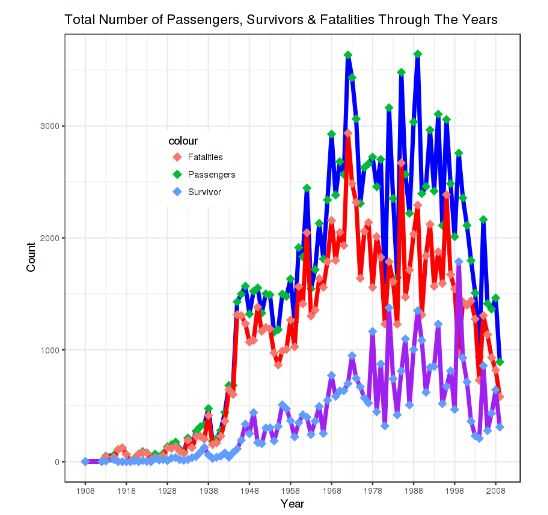 Total Number of Passengers, Survivors & Fatalities Through The Years
3000
2000
1000
0
Count
colour
Fatalities
Passengers
Survivor
1908 1918 1928 1938 1948 1958 1968 1978 1988 1998 2008
Year